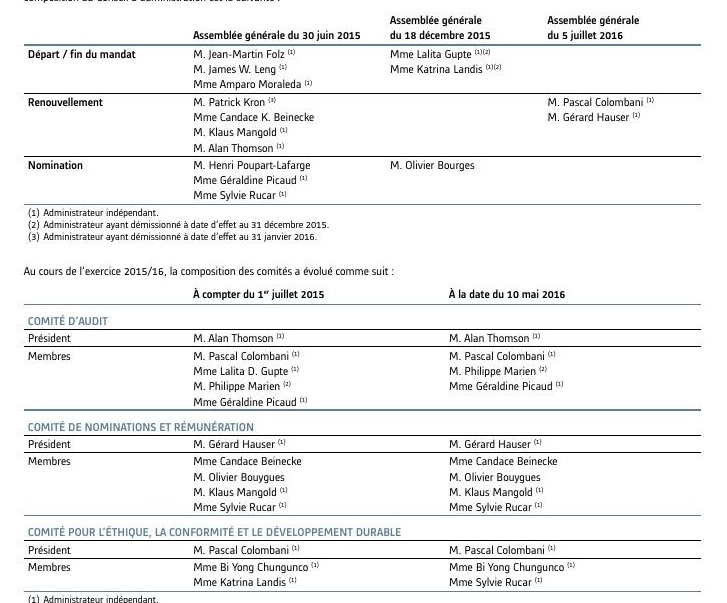 composition du Conseil d'administration est la suivante :
Assemblée générale du 30 juin 2015 Assemblée générale du 18 décembre 2015 Assemblée générale du 5 juillet 2016
Départ / fin du mandat M. Jean-Martin Folz (1) Mme Lalita Gupte (1)(2)
M. James W. Leng (1) Mme Katrina Landis (1)(2)
Mme Amparo Moraleda (1)
Renouvellement M. Patrick Kron (3) M. Pascal Colombani (1)
Mme Candace K. Beinecke M. Gérard Hauser (1)
M. Klaus Mangold (1)
M. Alan Thomson (1)
Nomination M. Henri Poupart-Lafarge M. Olivier Bourges
Mme Géraldine Picaud (1)
Mme Sylvie Rucar (1)
(1) Administrateur indépendant.
(2) Administrateur ayant démissionné à date d'effet au 31 décembre 2015.
(3) Administrateur ayant démissionné à date d'effet au 31 janvier 2016.
Au cours de l'exercice 2015/16, la composition des comités a évolué comme suit :
À compter du 1er juillet 2015 À la date du 10 mai 2016
COMITÉ D'AUDIT
Président M. Alan Thomson (1) M. Alan Thomson (1)
Membres M. Pascal Colombani (1) M. Pascal Colombani (1)
Mme Lalita D. Gupte (1) M. Philippe Marien (2)
M. Philippe Marien (2) Mme Géraldine Picaud (1)
Mme Géraldine Picaud (1)
COMITÉ DE NOMINATIONS ET RÉMUNÉRATION
Président M. Gérard Hauser (1) M. Gérard Hauser (1)
Membres Mme Candace Beinecke Mme Candace Beinecke
M. Olivier Bouygues M. Olivier Bouygues
M. Klaus Mangold (1) M. Klaus Mangold (1)
Mme Sylvie Rucar (1) Mme Sylvie Rucar (1)
COMITÉ POUR L'ÉTHIQUE, LA CONFORMITÉ ET LE DÉVELOPPEMENT DURABLE
Président M. Pascal Colombani (1) M. Pascal Colombani (1)
Membres Mme Bi Yong Chungunco (1) Mme Bi Yong Chungunco (1)
Mme Katrina Landis (1) Mme Sylvie Rucar (1)
(1) Administrateur indépendant.